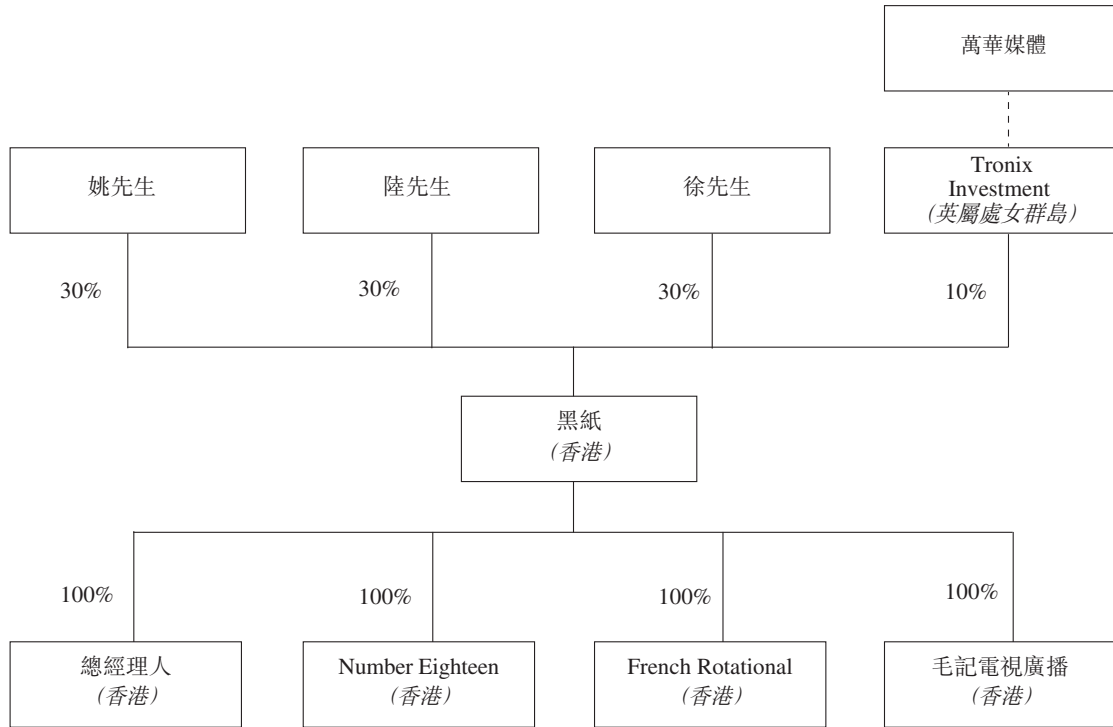 萬華媒體
姚先生
陸先生
徐先生
Tronix
Investment
（英屬處女群島）
30%
30%
30%
10%
黑紙
（香港）
100%
100%
100%
100%
總經理人
（香港）
Number Eighteen
（香港）
French Rotational
（香港）
毛記電視廣播
（香港）